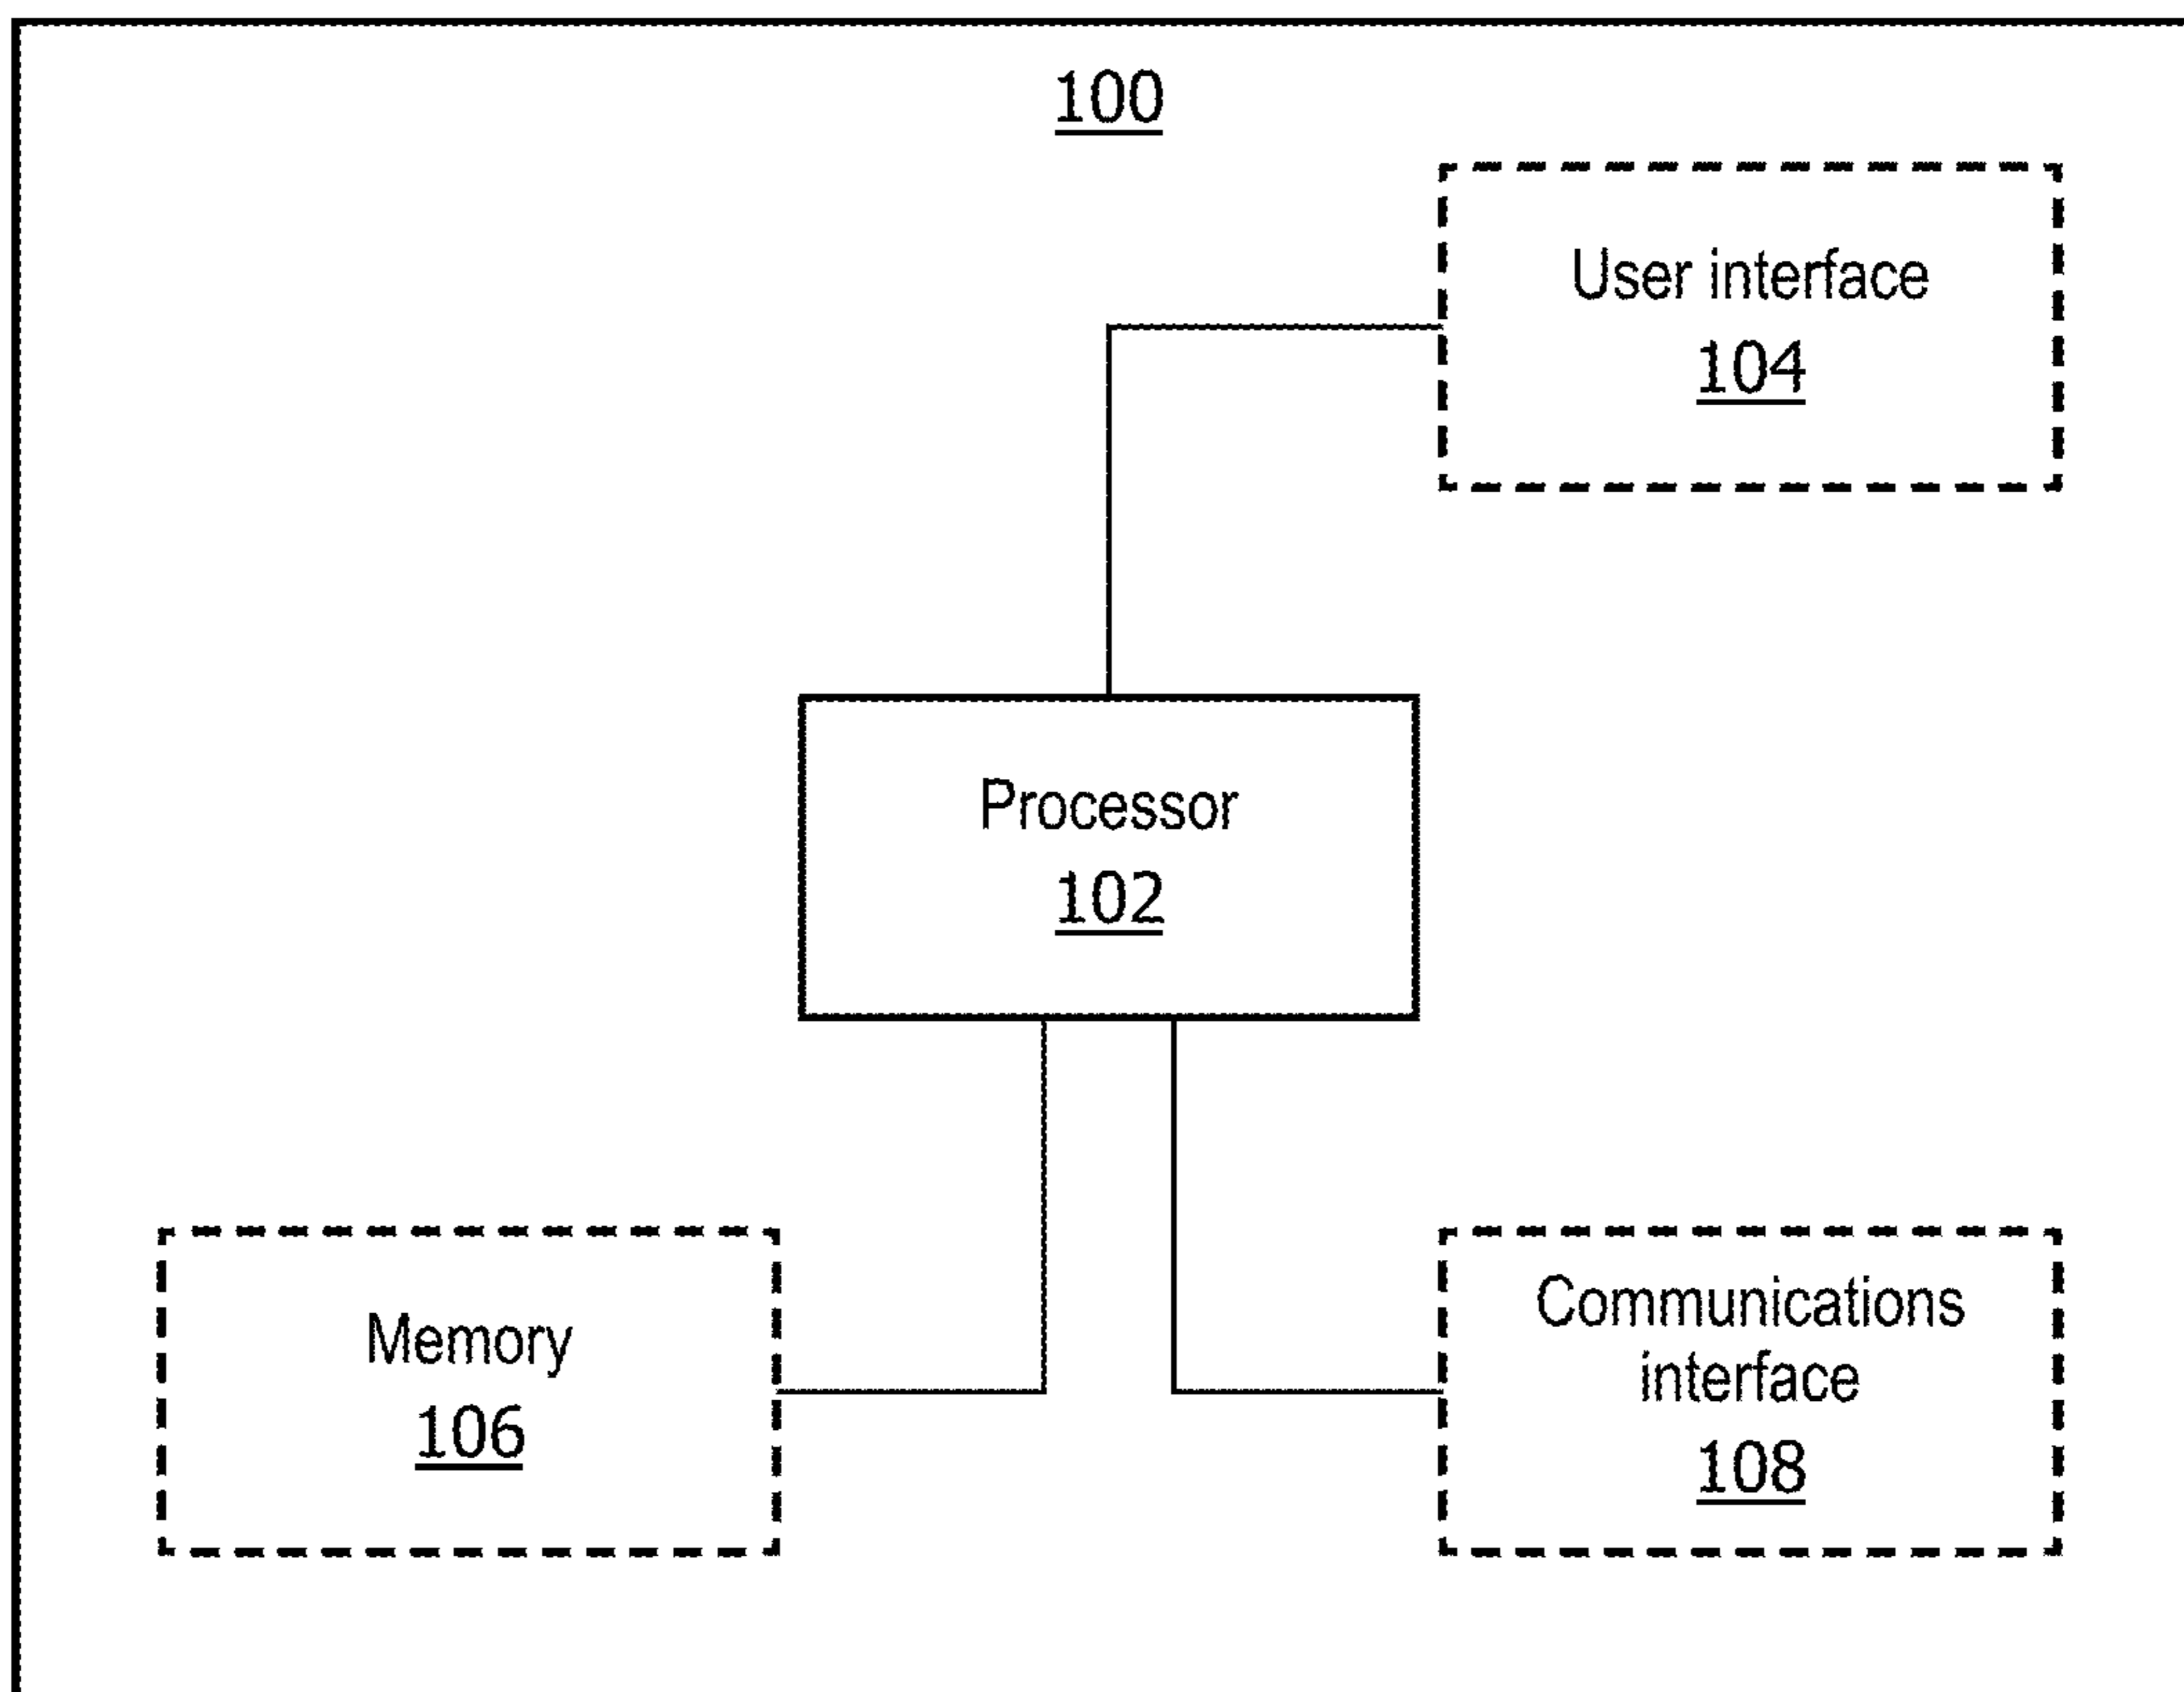 100
User interface
104
Processor
102
Memory
106
Communications
interface
108